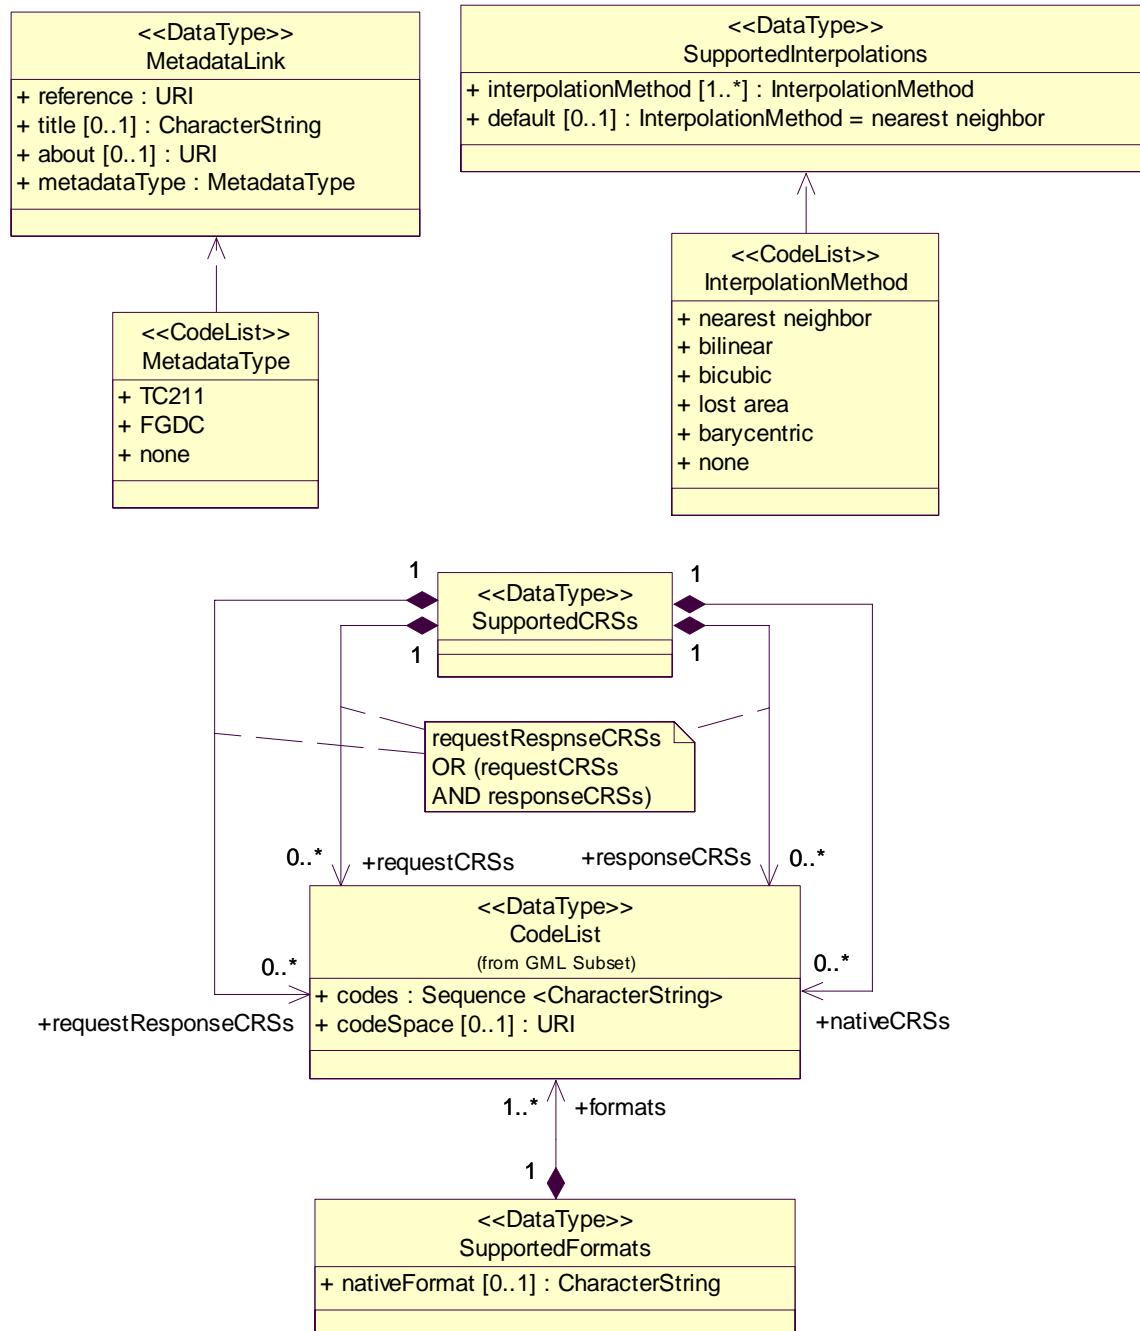 <<DataType>>
MetadataLink
+ reference : URI
+ title [0..1] : CharacterString
+ about [0..1] : URI
+ metadataType : MetadataType
<<DataType>>
SupportedInterpolations
+ interpolationMethod [1..*] : InterpolationMethod
+ default [0..1] : InterpolationMethod = nearest neighbor
<<CodeList>>
MetadataType
+ TC211
+ FGDC
+ none
<<CodeList>>
InterpolationMethod
+ nearest neighbor
+ bilinear
+ bicubic
+ lost area
+ barycentric
+ none
1
1
<<DataType>>
SupportedCRSs
1
1
requestRespnseCRSs
OR (requestCRSs
AND responseCRSs)
0..*
+requestCRSs
+responseCRSs
0..*
<<DataType>>
CodeList
(from GML Subset)
+ codes : Sequence <CharacterString>
+ codeSpace [0..1] : URI
0..*
+requestResponseCRSs
0..*
+nativeCRSs
1..*
+formats
1
<<DataType>>
SupportedFormats
+ nativeFormat [0..1] : CharacterString